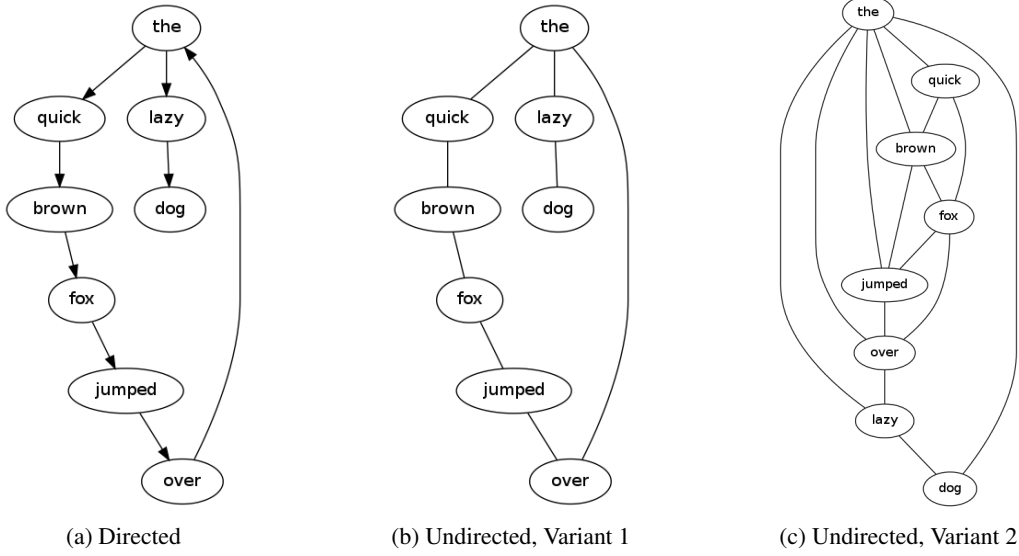 the
quick
lazy
brown
dog
fox
jumped
over
(a) Directed
the
quick
lazy
brown
dog
fox
jumped
over
(b) Undirected, Variant 1
the
quick
brown
fox
jumped
over
lazy
dog
(c) Undirected, Variant 2